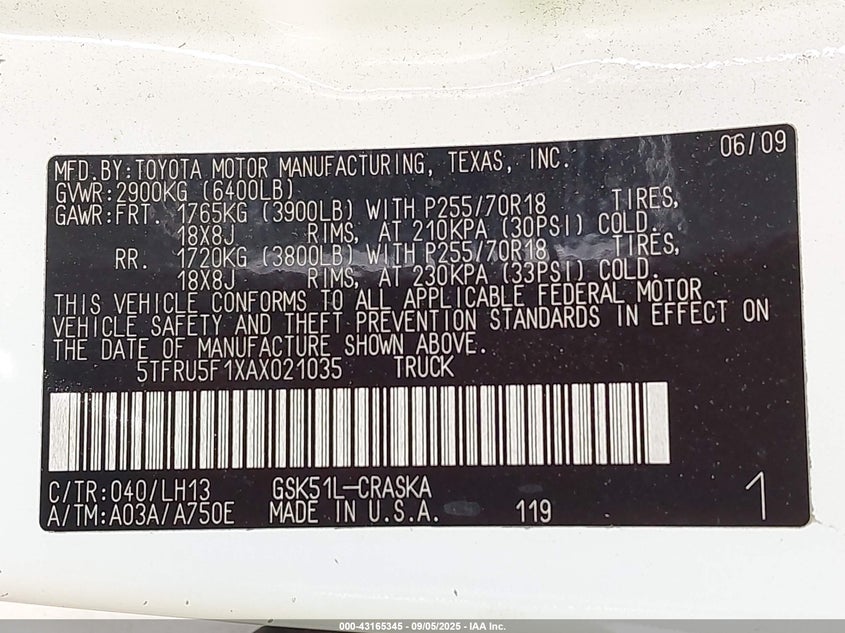 06/09
MFD.BY:TOYOTA MOTOR MANUFACTURING, TEXAS, INC.
GVWR:2900KG (6400LB)
GAWR:FRT. 1765KG (3900LB) WITH P255/70R18 TIRES,
18X8J RIMS, AT 210KPA (30PSI) COLD.
RR. 1720KG (3800LB) WITH P255/70R18 TIRES,
18X8J RIMS, AT 230KPA (33PSI) COLD.
THIS VEHICLE CONFORMS TO ALL APPLICABLE FEDERAL MOTOR
VEHICLE SAFETY AND THEFT PREVENTION STANDARDS IN EFFECT ON
THE DATE OF MANUFACTURE SHOWN ABOVE.
5TFRU5F1XAX021035 TRUCK
C/TR:040/LH13 GSK51L-CRASKA
A/TM:A03A/A750E MADE IN U.S.A. 119 1
000-43165345 - 09/05/2025 - IAA Inc.